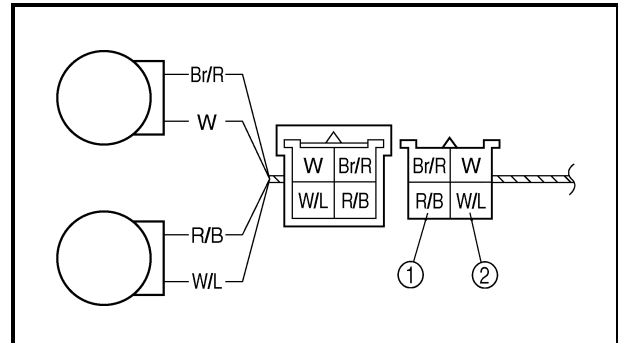 Br/R
W
W Br/R
Br/R W
W/L R/B
R/B W/L
R/B
W/L
1 2